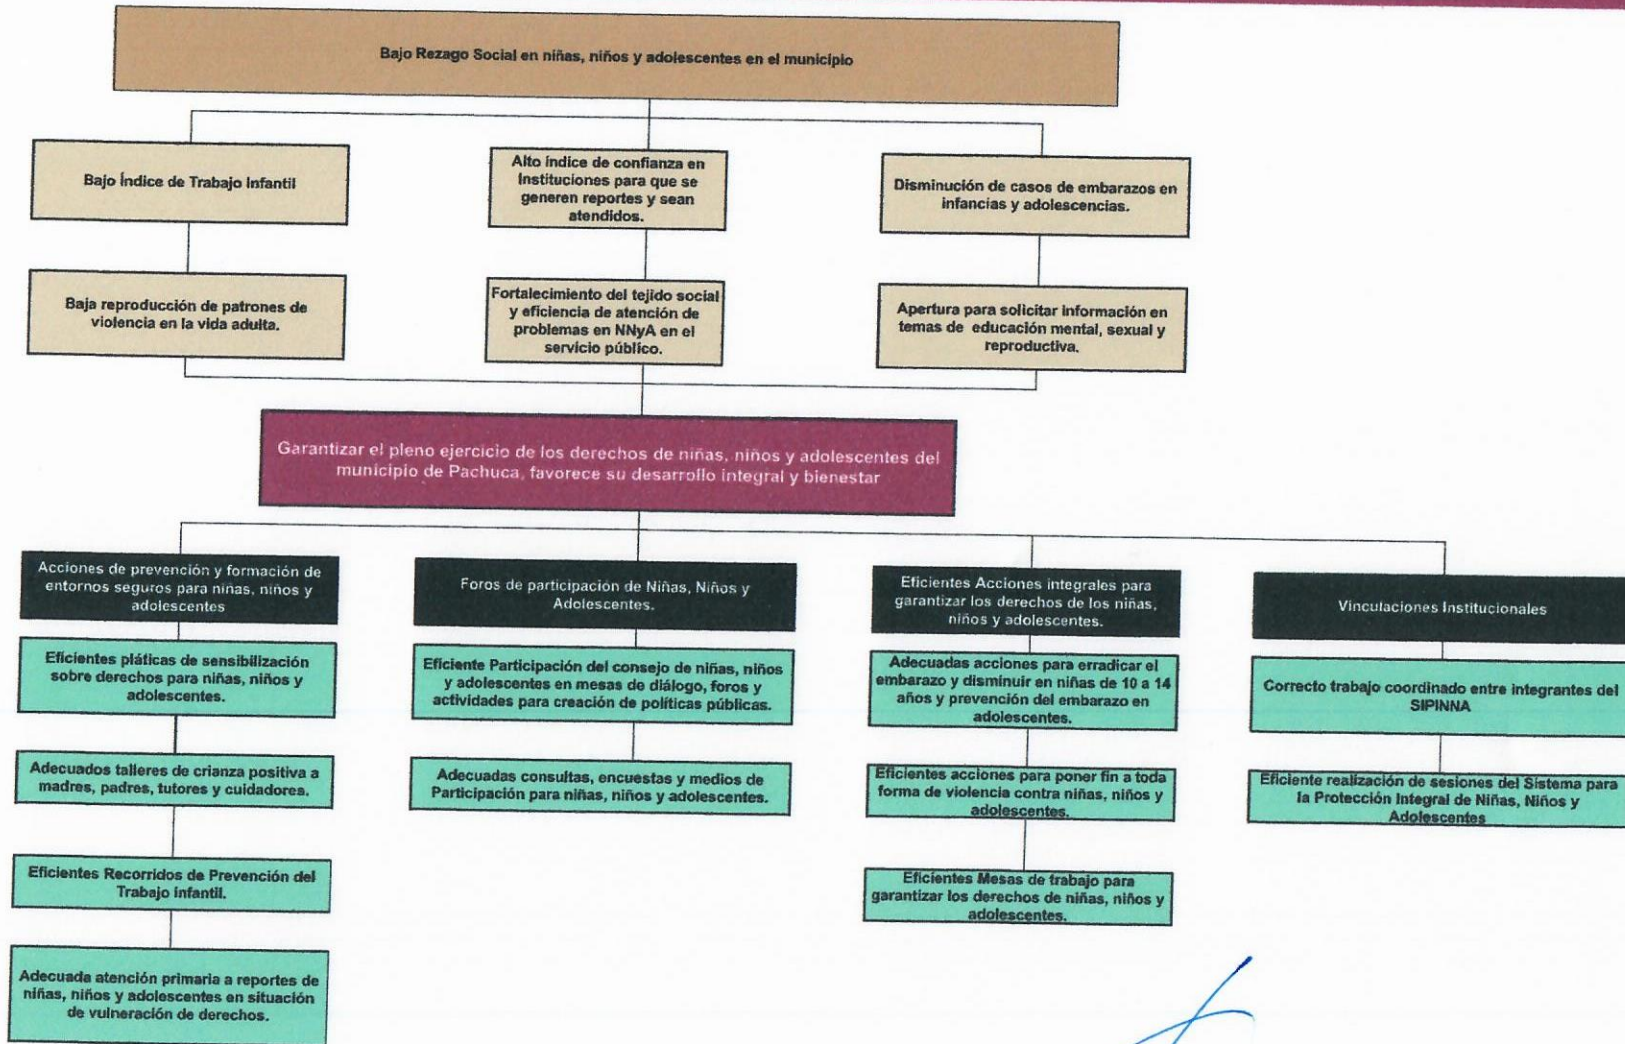 Bajo Rezago Social en niñas, niños y adolescentes en el municipio
Bajo Índice de Trabajo Infantil
Alto índice de confianza en
Instituciones para que se
generen reportes y sean
atendidos.
Disminución de casos de embarazos en
infancias y adolescencias.
Baja reproducción de patrones de
violencia en la vida adulta.
Fortalecimiento del tejido social
y eficiencia de atención de
problemas en NNyA en el
servicio público.
Apertura para solicitar información en
temas de educación mental, sexual y
reproductiva.
Garantizar el pleno ejercicio de los derechos de niñas, niños y adolescentes del
municipio de Pachuca, favorece su desarrollo integral y bienestar
Acciones de prevención y formación de
entornos seguros para niñas, niños y
adolescentes
Foros de participación de Niñas, Niños y
Adolescentes.
Eficientes Acciones integrales para
garantizar los derechos de los niñas,
niños y adolescentes.
Vinculaciones Institucionales
Eficientes pláticas de sensibilización
sobre derechos para niñas, niños y
adolescentes.
Eficiente Participación del consejo de niñas, niños
y adolescentes en mesas de diálogo, foros y
actividades para creación de políticas públicas.
Adecuadas acciones para erradicar el
embarazo y disminuir en niñas de 10 a 14
años y prevención del embarazo en
adolescentes.
Correcto trabajo coordinado entre integrantes del
SIPINNA
Adecuados talleres de crianza positiva a
madres, padres, tutores y cuidadores.
Adecuadas consultas, encuestas y medios de
Participación para niñas, niños y adolescentes.
Eficientes acciones para poner fin a toda
forma de violencia contra niñas, niños y
adolescentes.
Eficiente realización de sesiones del Sistema para
la Protección Integral de Niñas, Niños y
Adolescentes
Eficientes Recorridos de Prevención del
Trabajo infantil.
Eficientes Mesas de trabajo para
garantizar los derechos de niñas, niños y
adolescentes.
Adecuada atención primaria a reportes de
niñas, niños y adolescentes en situación
de vulneración de derechos.